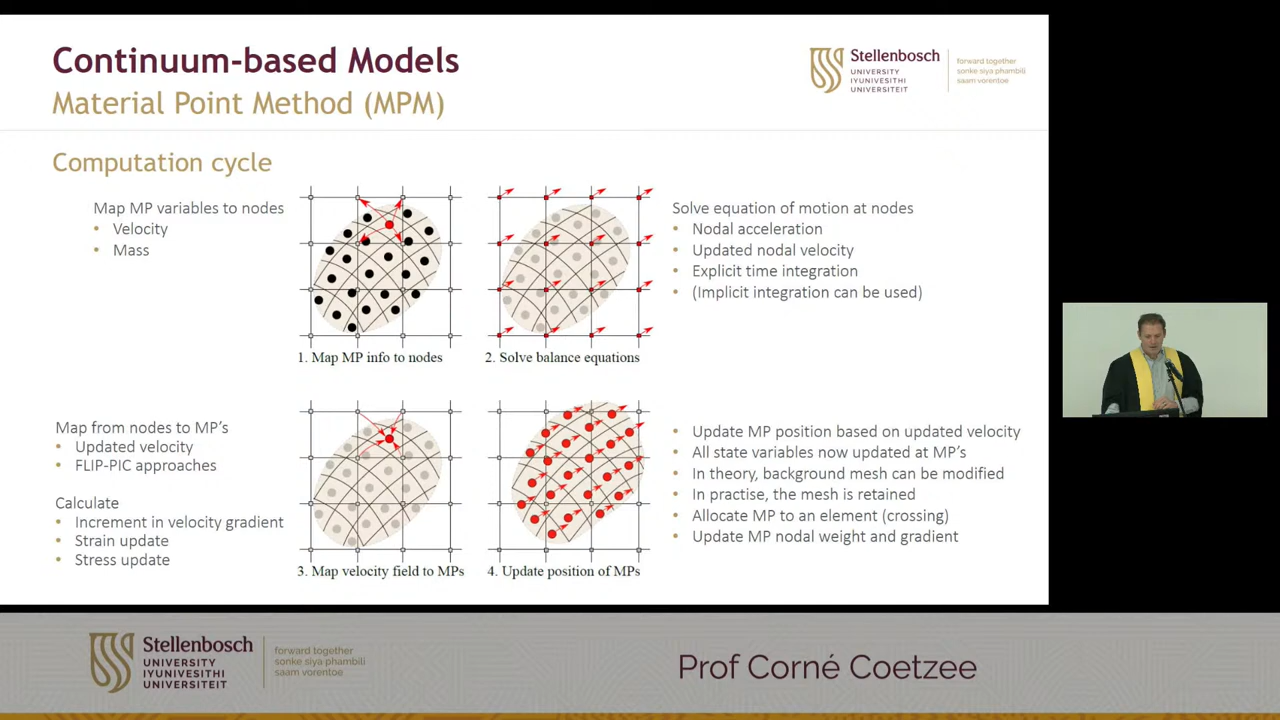 Continuum-based Models
Material Point Method (MPM)
Stellenbosch
UNIVERSITY
IYUNIVESITHI
UNIVERSITEIT
forward together
sonke siya phambili
saam vorentoe
Computation cycle
Map MP variables to nodes
• Velocity
• Mass
1. Map MP info to nodes
2. Solve balance equations
Solve equation of motion at nodes
• Nodal acceleration
• Updated nodal velocity
• Explicit time integration
• (Implicit integration can be used)
Map from nodes to MP’s
• Updated velocity
• FLIP-PIC approaches
Calculate
• Increment in velocity gradient
• Strain update
• Stress update
3. Map velocity field to MPs
4. Update position of MPs
• Update MP position based on updated velocity
• All state variables now updated at MP’s
• In theory, background mesh can be modified
• In practise, the mesh is retained
• Allocate MP to an element (crossing)
• Update MP nodal weight and gradient
Stellenbosch
UNIVERSITY
IYUNIVESITHI
UNIVERSITEIT
forward together
sonke siya phambili
saam vorentoe
Prof Corné Coetzee